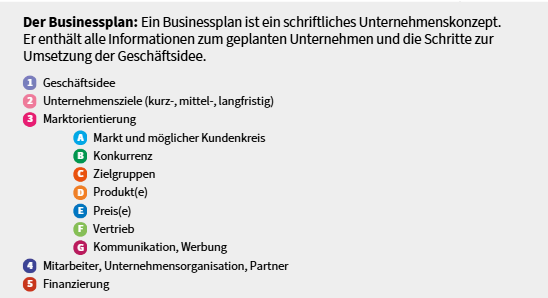 Der Businessplan: Ein Businessplan ist ein schriftliches Unternehmenskonzept.
Er enthält alle Informationen zum geplanten Unternehmen und die Schritte zur
Umsetzung der Geschäftsidee.
1 Geschäftsidee
2 Unternehmensziele (kurz-, mittel-, langfristig)
3 Marktorientierung
A Markt und möglicher Kundenkreis
B Konkurrenz
C Zielgruppen
D Produkt(e)
E Preis(e)
F Vertrieb
G Kommunikation, Werbung
4 Mitarbeiter, Unternehmensorganisation, Partner
5 Finanzierung